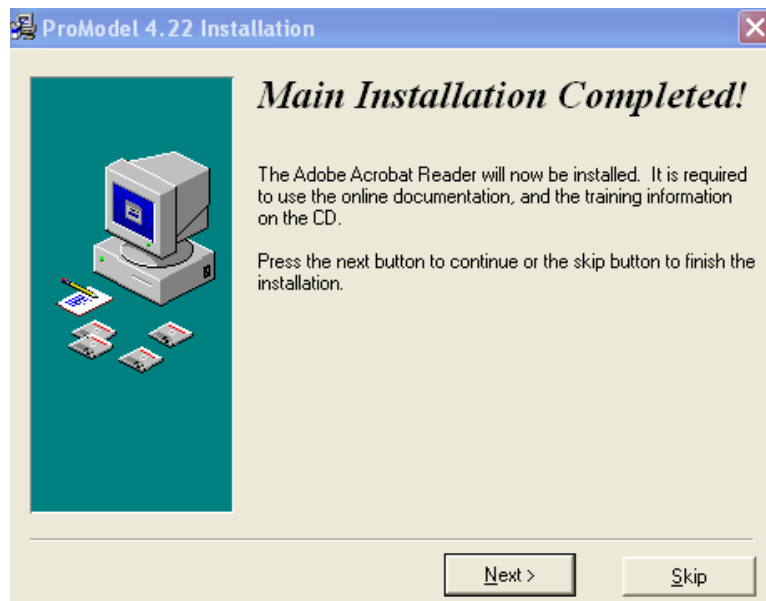 ProModel 4.22 Installation
Main Installation Completed!
The Adobe Acrobat Reader will now be installed.  It is required
to use the online documentation, and the training information
on the CD.
Press the next button to continue or the skip button to finish the
installation.
Next >
Skip